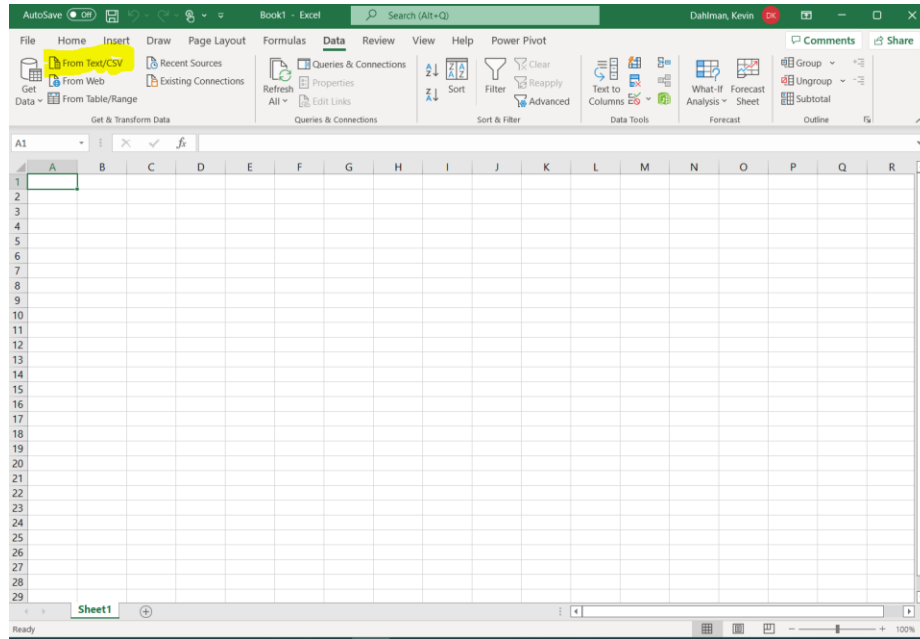 AutoSave Off Book1 - Excel Search (Alt+Q) Dahlman, Kevin DK
File Home Insert Draw Page Layout Formulas Data Review View Help Power Pivot Comments Share
Get Data
From Text/CSV
From Web
From Table/Range
Recent Sources
Existing Connections
Get & Transform Data
Refresh All
Queries & Connections
Properties
Edit Links
Queries & Connections
Sort
Filter
Clear
Reapply
Advanced
Sort & Filter
Text to Columns
Data Tools
What-If Analysis
Forecast Sheet
Forecast
Group
Ungroup
Subtotal
Outline
A1 fx
A B C D E F G H I J K L M N O P Q R
1
2
3
4
5
6
7
8
9
10
11
12
13
14
15
16
17
18
19
20
21
22
23
24
25
26
27
28
29
Sheet1
Ready 100%